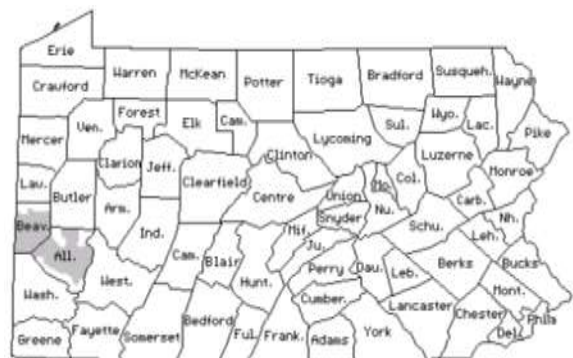 Erie
Crawford
Warren
McKean
Potter
Tioga
Bradford
Susqueh.
Wayne
Forest
Elk
Cam.
Mercer
Ven.
Clarion
Jeff.
Clearfield
Clinton
Lycoming
Sul.
Wyo.
Lac.
Pike
Luzerne
Monroe
Lau.
Butler
Arm.
Centre
Union
Mo.
Col.
Carb.
Snyder
Nu.
Schu.
Nh.
Leh.
Beav.
All.
Ind.
Cam.
Blair
Hunt.
Mif.
Ju.
Perry
Dau.
Leb.
Berks
Bucks
Mont.
Wash.
West.
Cumber.
Lancaster
Chester
Phila
Del.
Greene
Fayette
Somerset
Bedford
Ful.
Frank.
Adams
York